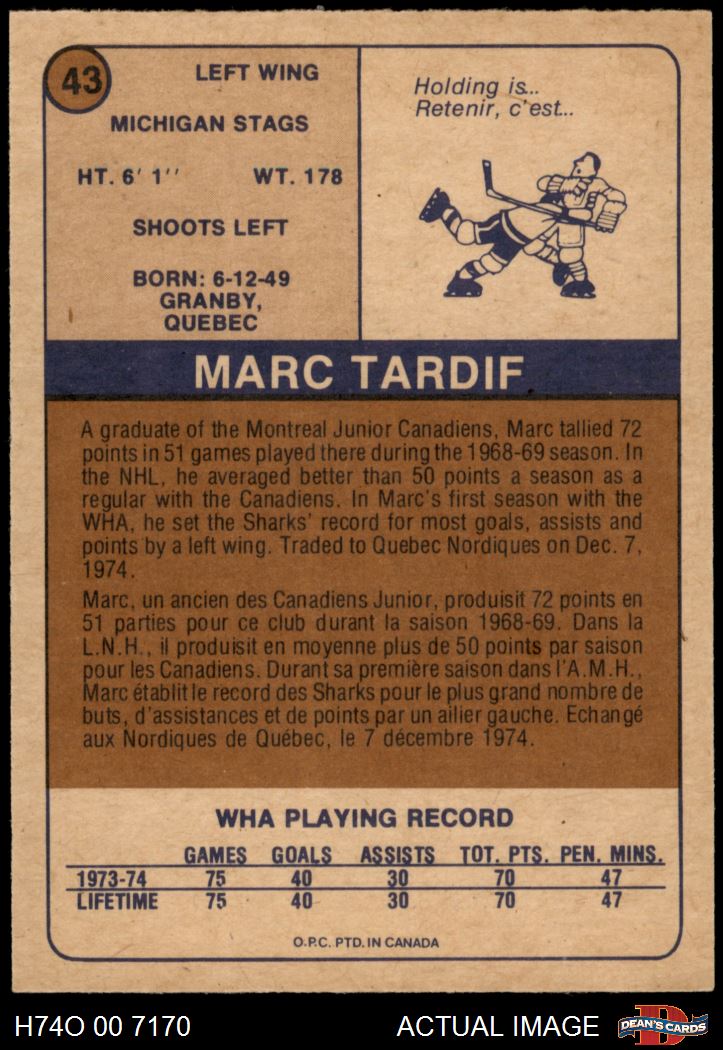 43
LEFT WING
MICHIGAN STAGS
HT. 6' 1'' WT. 178
SHOOTS LEFT
BORN: 6-12-49
GRANBY,
QUEBEC
Holding is...
Retenir, c'est...
MARC TARDIF
A graduate of the Montreal Junior Canadiens, Marc tallied 72
points in 51 games played there during the 1968-69 season. In
the NHL, he averaged better than 50 points a season as a
regular with the Canadiens. In Marc's first season with the
WHA, he set the Sharks' record for most goals, assists and
points by a left wing. Traded to Quebec Nordiques on Dec. 7,
1974.
Marc, un ancien des Canadiens Junior, produisit 72 points en
51 parties pour ce club durant la saison 1968-69. Dans la
L.N.H., il produisit en moyenne plus de 50 points par saison
pour les Canadiens. Durant sa première saison dans l'A.M.H.,
Marc établit le record des Sharks pour le plus grand nombre de
buts, d'assistances et de points par un ailier gauche. Echangé
aux Nordiques de Québec, le 7 décembre 1974.
WHA PLAYING RECORD
GAMES GOALS ASSISTS TOT. PTS. PEN. MINS.
1973-74 75 40 30 70 47
LIFETIME 75 40 30 70 47
O.P.C. PTD. IN CANADA
H74O 00 7170 ACTUAL IMAGE D DEAN'S CARDS